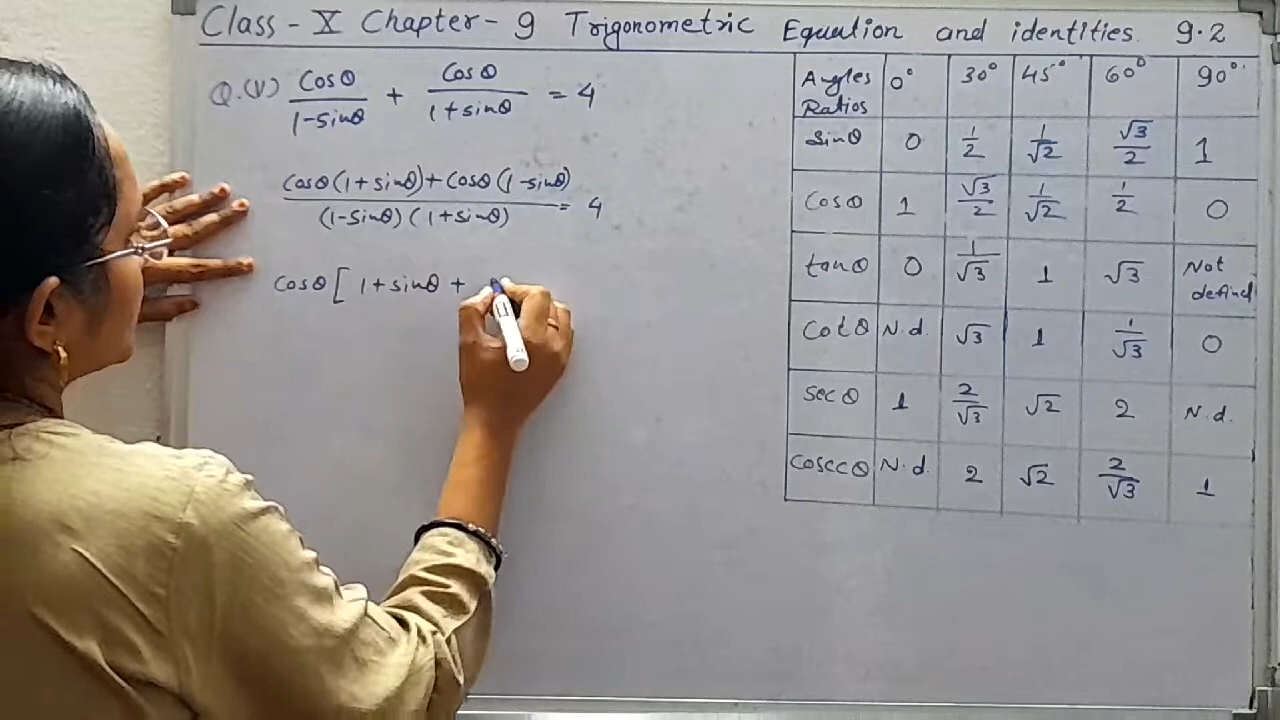 Class - X Chapter - 9 Trigonometric Equation and identities. 9.2
Q.(V) Cosθ/1-Sinθ + Cosθ/1+sinθ = 4
Cosθ(1+sinθ)+Cosθ(1-sinθ)/(1-Sinθ)(1+Sinθ) = 4
Cosθ[ 1+sinθ +
Angles Ratios 0° 30° 45° 60° 90°
Sinθ 0 1/2 1/√2 √3/2 1
Cosθ 1 √3/2 1/√2 1/2 0
tanθ 0 1/√3 1 √3 Not defined
Cotθ N.d. √3 1 1/√3 0
Secθ 1 2/√3 √2 2 N.d.
Cosecθ N.d. 2 √2 2/√3 1